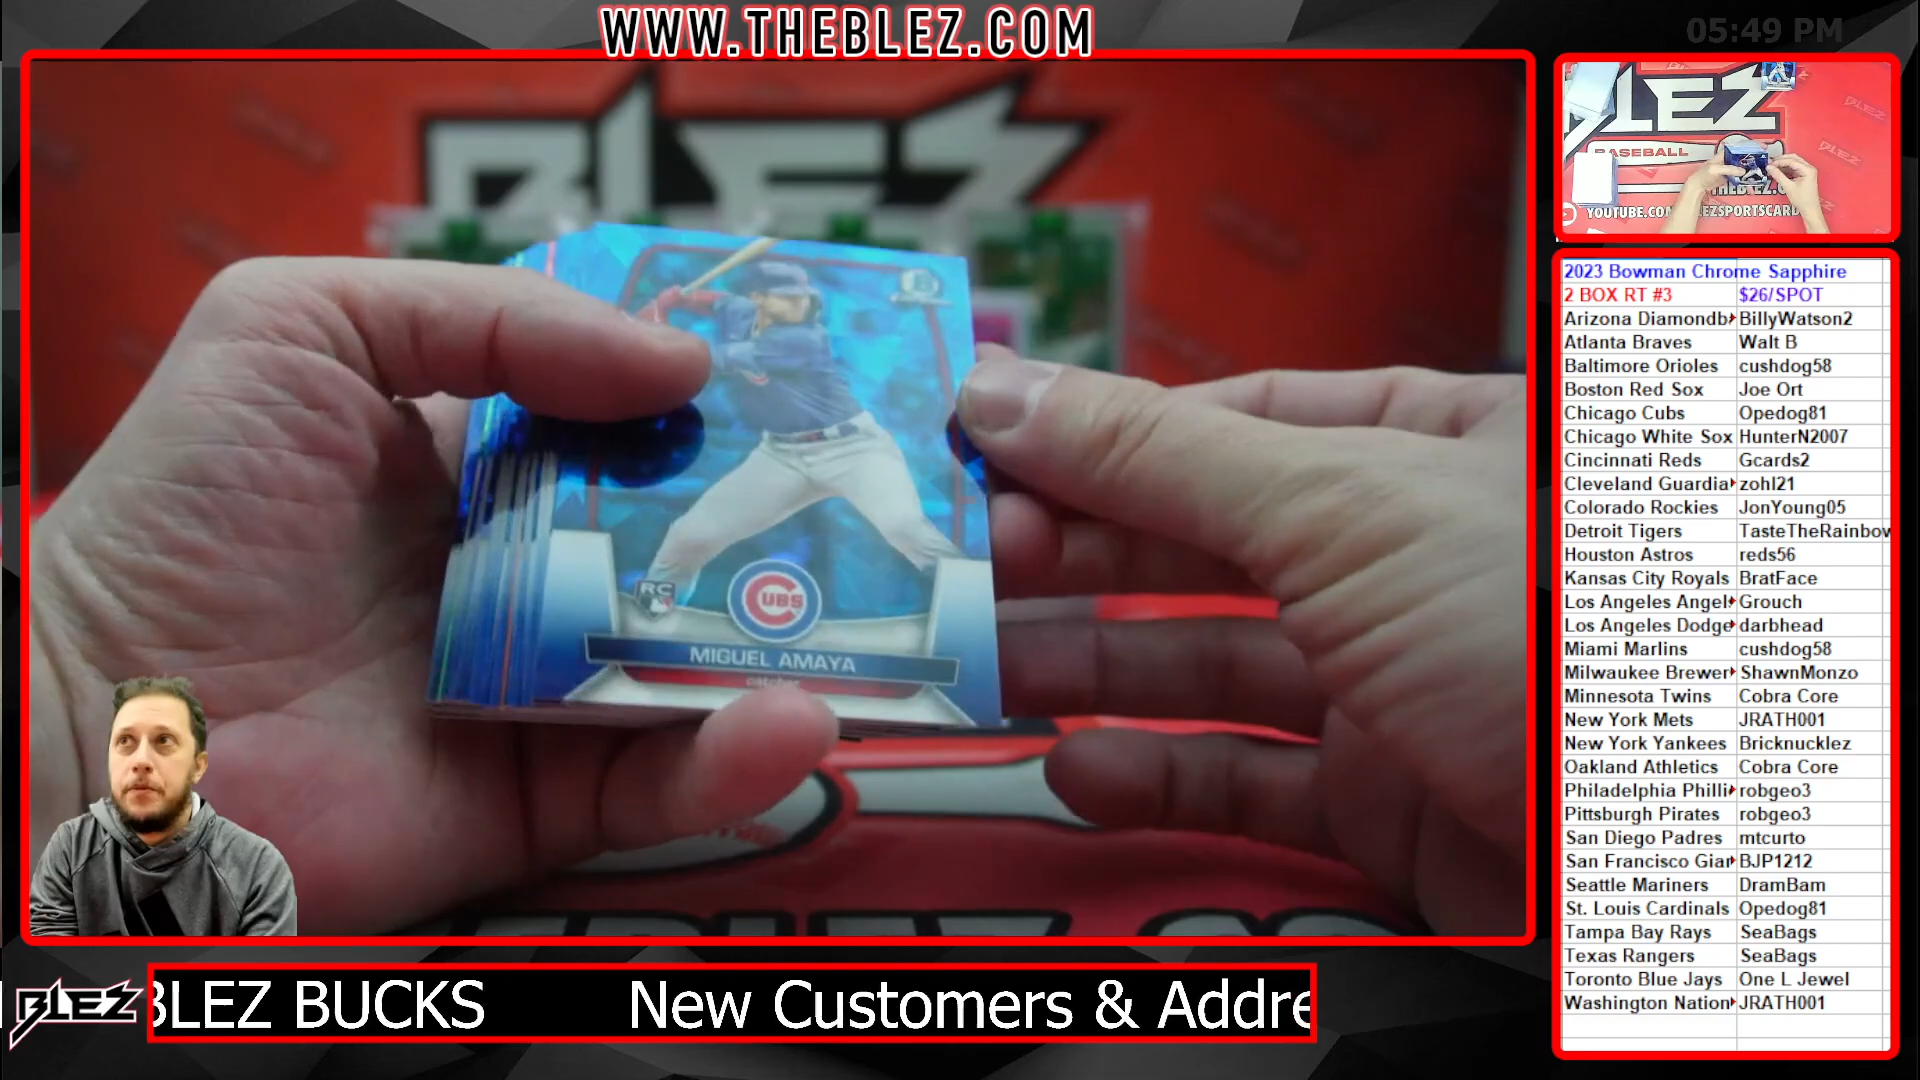 WWW.THEBLEZ.COM
05:49 PM
BLEZ
RC
CUBS
MIGUEL AMAYA
catcher
LEZ
BLEZ
BASEBALL
YOUTUBE.COM
LEZSPORTSCARD
2023 Bowman Chrome Sapphire
2 BOX RT #3 $26/SPOT
Arizona Diamondb BillyWatson2
Atlanta Braves Walt B
Baltimore Orioles cushdog58
Boston Red Sox Joe Ort
Chicago Cubs Opedog81
Chicago White Sox HunterN2007
Cincinnati Reds Gcards2
Cleveland Guardia zohl21
Colorado Rockies JonYoung05
Detroit Tigers TasteTheRainbow
Houston Astros reds56
Kansas City Royals BratFace
Los Angeles Angel Grouch
Los Angeles Dodge darbhead
Miami Marlins cushdog58
Milwaukee Brewer ShawnMonzo
Minnesota Twins Cobra Core
New York Mets JRATH001
New York Yankees Bricknucklez
Oakland Athletics Cobra Core
Philadelphia Philli robgeo3
Pittsburgh Pirates robgeo3
San Diego Padres mtcurto
San Francisco Gian BJP1212
Seattle Mariners DramBam
St. Louis Cardinals Opedog81
Tampa Bay Rays SeaBags
Texas Rangers SeaBags
Toronto Blue Jays One L Jewel
Washington Nation JRATH001
BLEZ
BLEZ BUCKS New Customers & Addre